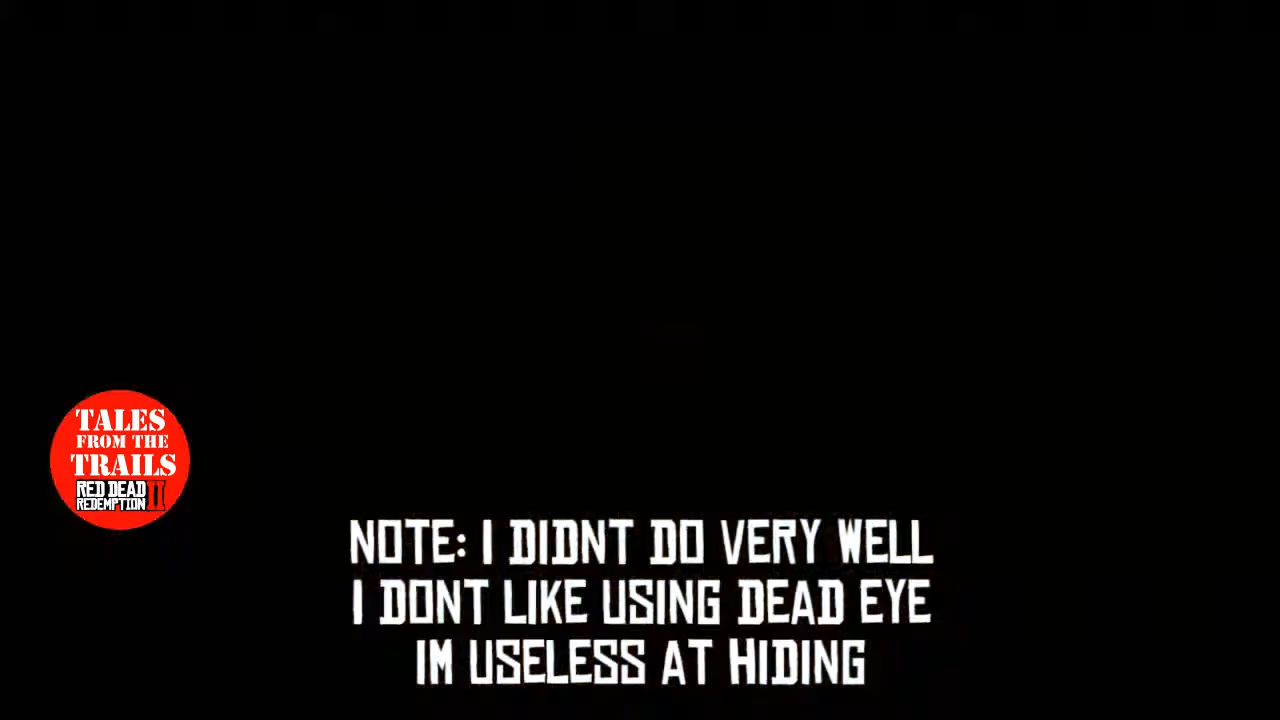 TALES
FROM THE
TRAILS
RED DEAD
REDEMPTION II
NOTE: I DIDNT DO VERY WELL
I DONT LIKE USING DEAD EYE
IM USELESS AT HIDING